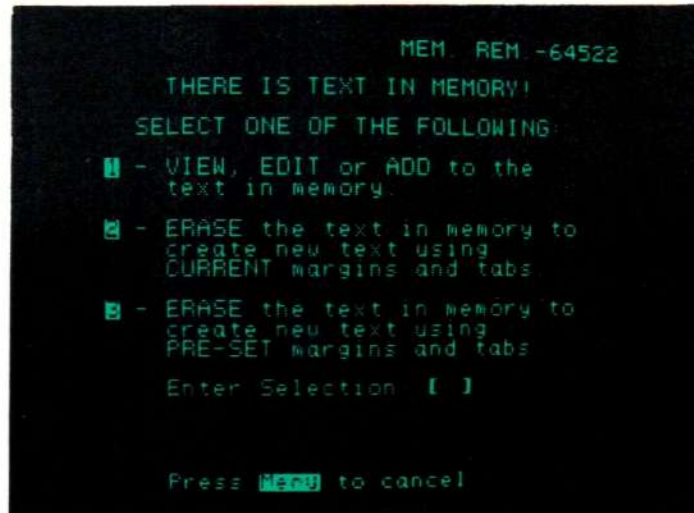 MEM. REM.-64522
THERE IS TEXT IN MEMORY!
SELECT ONE OF THE FOLLOWING:
1 - VIEW, EDIT or ADD to the
text in memory.
2 - ERASE the text in memory to
create new text using
CURRENT margins and tabs.
3 - ERASE the text in memory to
create new text using
PRE-SET margins and tabs
Enter Selection [ ]
Press Menu to cancel